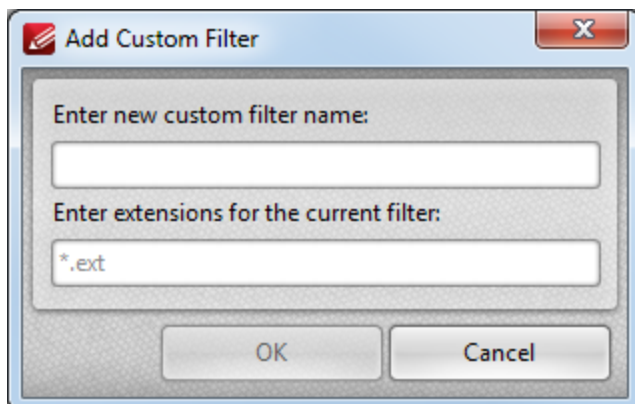 Add Custom Filter
Enter new custom filter name:
Enter extensions for the current filter:
*.ext
OK Cancel